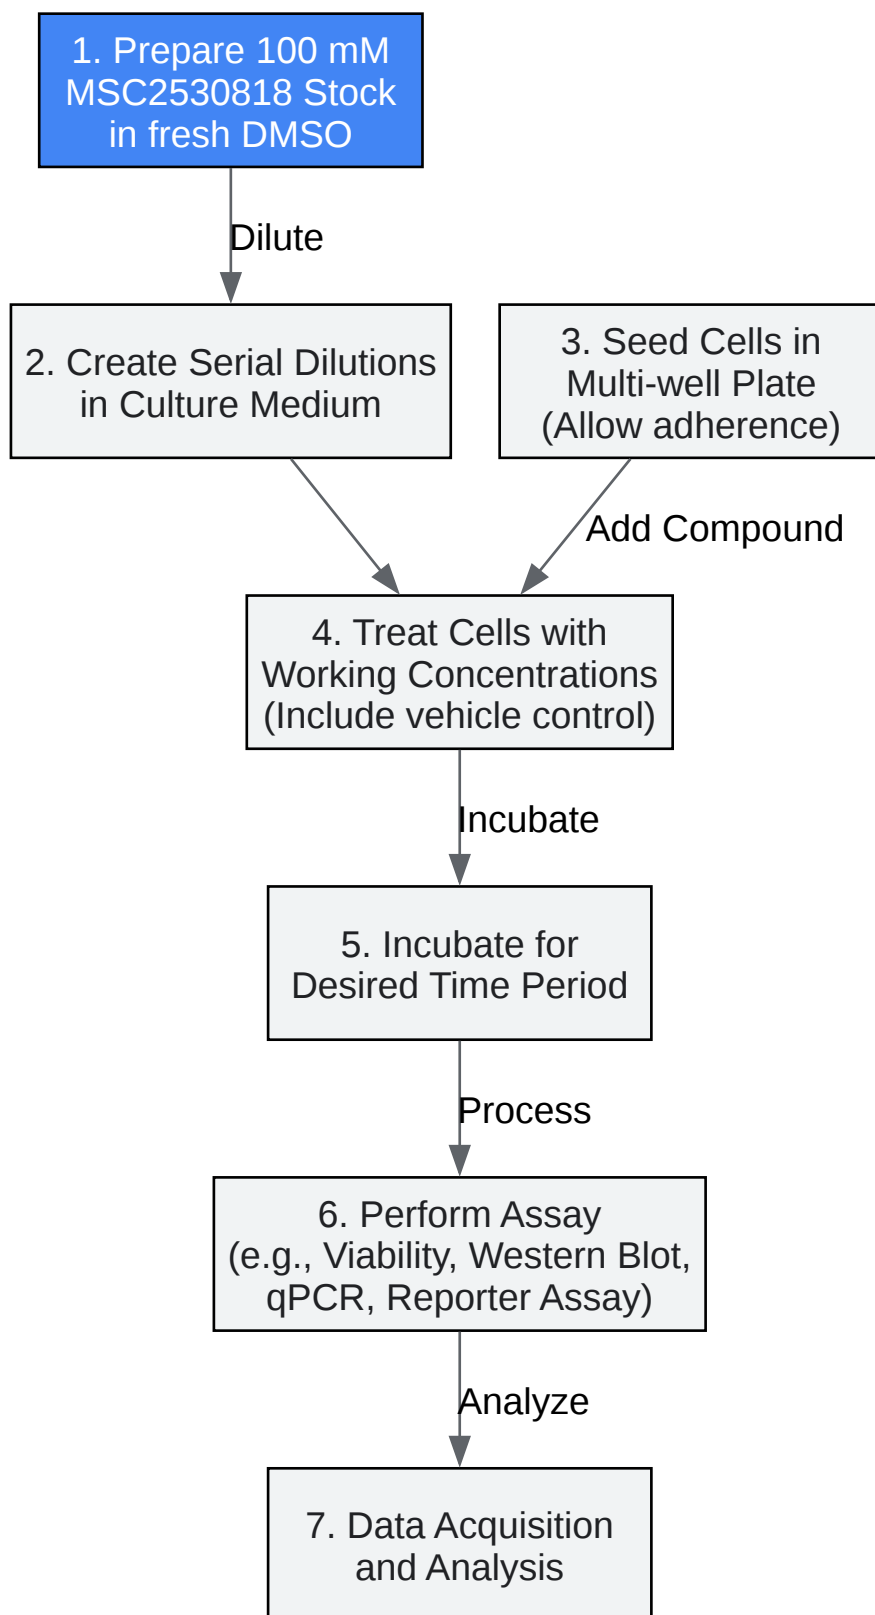 1. Prepare 100 mM
MSC2530818 Stock
in fresh DMSO
Dilute
2. Create Serial Dilutions
in Culture Medium
3. Seed Cells in
Multi-well Plate
(Allow adherence)
Add Compound
4. Treat Cells with
Working Concentrations
(Include vehicle control)
Incubate
5. Incubate for
Desired Time Period
Process
6. Perform Assay
(e.g., Viability, Western Blot,
qPCR, Reporter Assay)
Analyze
7. Data Acquisition
and Analysis